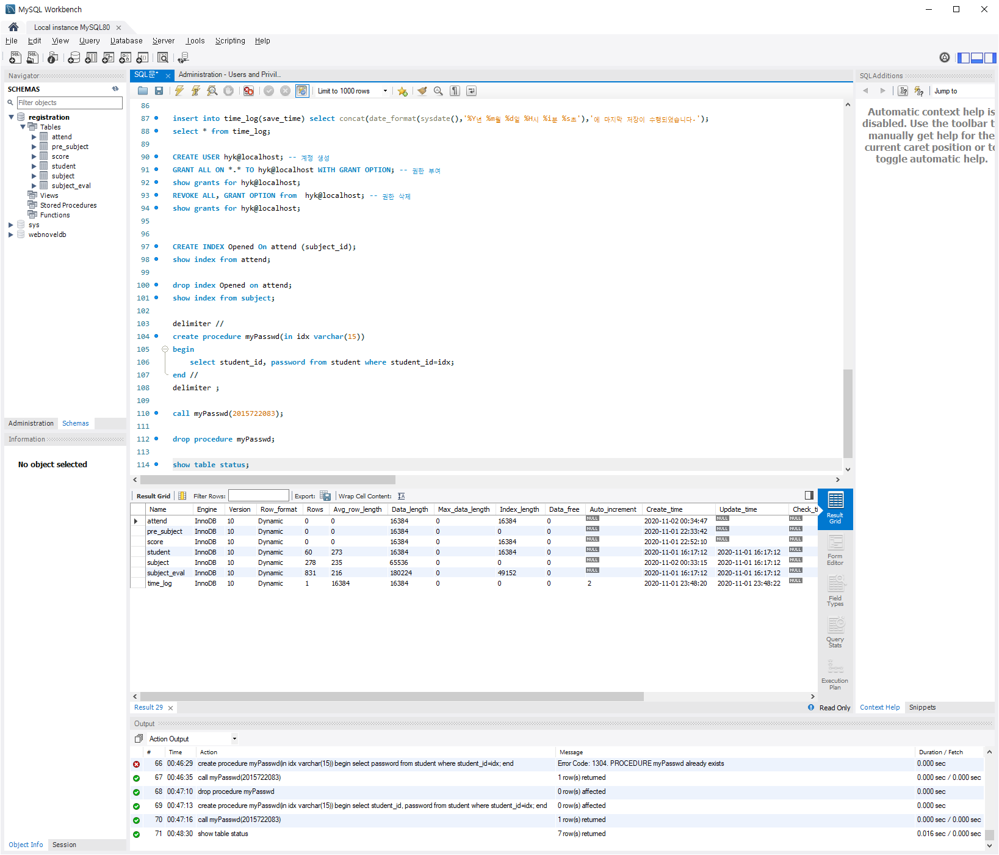 MySQL Workbench
Local instance MySQL80
File Edit View Query Database Server Tools Scripting Help
Navigator
SCHEMAS
Filter objects
registration
Tables
attend
pre_subject
score
student
subject
subject_eval
Views
Stored Procedures
Functions
sys
webnoveldb
Administration Schemas
Information
No object selected
Object Info Session
SQL문* Administration - Users and Privil...
Limit to 1000 rows
86
87 insert into time_log(save_time) select concat(date_format(sysdate(),'%Y년 %m월 %d일 %H시 %i분 %s초'),'에 마지막 저장이 수행되었습니다.');
88 select * from time_log;
89
90 CREATE USER hyk@localhost; -- 계정 생성
91 GRANT ALL ON *.* TO hyk@localhost WITH GRANT OPTION; -- 권한 부여
92 show grants for hyk@localhost;
93 REVOKE ALL, GRANT OPTION from  hyk@localhost; -- 권한 삭제
94 show grants for hyk@localhost;
95
96
97 CREATE INDEX Opened On attend (subject_id);
98 show index from attend;
99
100 drop index Opened on attend;
101 show index from subject;
102
103 delimiter //
104 create procedure myPasswd(in idx varchar(15))
105 begin
106 select student_id, password from student where student_id=idx;
107 end //
108 delimiter ;
109
110 call myPasswd(2015722083);
111
112 drop procedure myPasswd;
113
114 show table status;
Result Grid Filter Rows: Export: Wrap Cell Content:
Name Engine Version Row_format Rows Avg_row_length Data_length Max_data_length Index_length Data_free Auto_increment Create_time Update_time Check_ti
attend InnoDB 10 Dynamic 0 0 16384 0 16384 0 NULL 2020-11-02 00:34:47 NULL NULL
pre_subject InnoDB 10 Dynamic 0 0 16384 0 0 0 NULL 2020-11-01 22:33:42 NULL NULL
score InnoDB 10 Dynamic 0 0 16384 0 16384 0 NULL 2020-11-01 22:52:10 NULL NULL
student InnoDB 10 Dynamic 60 273 16384 0 16384 0 NULL 2020-11-01 16:17:12 2020-11-01 16:17:12 NULL
subject InnoDB 10 Dynamic 278 235 65536 0 0 0 NULL 2020-11-02 00:33:15 2020-11-01 16:17:12 NULL
subject_eval InnoDB 10 Dynamic 831 216 180224 0 49152 0 NULL 2020-11-01 16:17:12 2020-11-01 16:17:12 NULL
time_log InnoDB 10 Dynamic 1 16384 16384 0 0 0 2 2020-11-01 23:48:20 2020-11-01 23:48:22 NULL
Result Grid
Form Editor
Field Types
Query Stats
Execution Plan
Result 29 Read Only
SQLAdditions
Jump to
Automatic context help is
disabled. Use the toolbar t
manually get help for the
current caret position or to
toggle automatic help.
Context Help Snippets
Output
Action Output
# Time Action Message Duration / Fetch
66 00:46:29 create procedure myPasswd(in idx varchar(15)) begin select password from student where student_id=idx; end Error Code: 1304. PROCEDURE myPasswd already exists 0.000 sec
67 00:46:35 call myPasswd(2015722083) 1 row(s) returned 0.000 sec / 0.000 sec
68 00:47:10 drop procedure myPasswd 0 row(s) affected 0.000 sec
69 00:47:13 create procedure myPasswd(in idx varchar(15)) begin select student_id, password from student where student_id=idx; end 0 row(s) affected 0.000 sec
70 00:47:16 call myPasswd(2015722083) 1 row(s) returned 0.000 sec / 0.000 sec
71 00:48:30 show table status 7 row(s) returned 0.016 sec / 0.000 sec